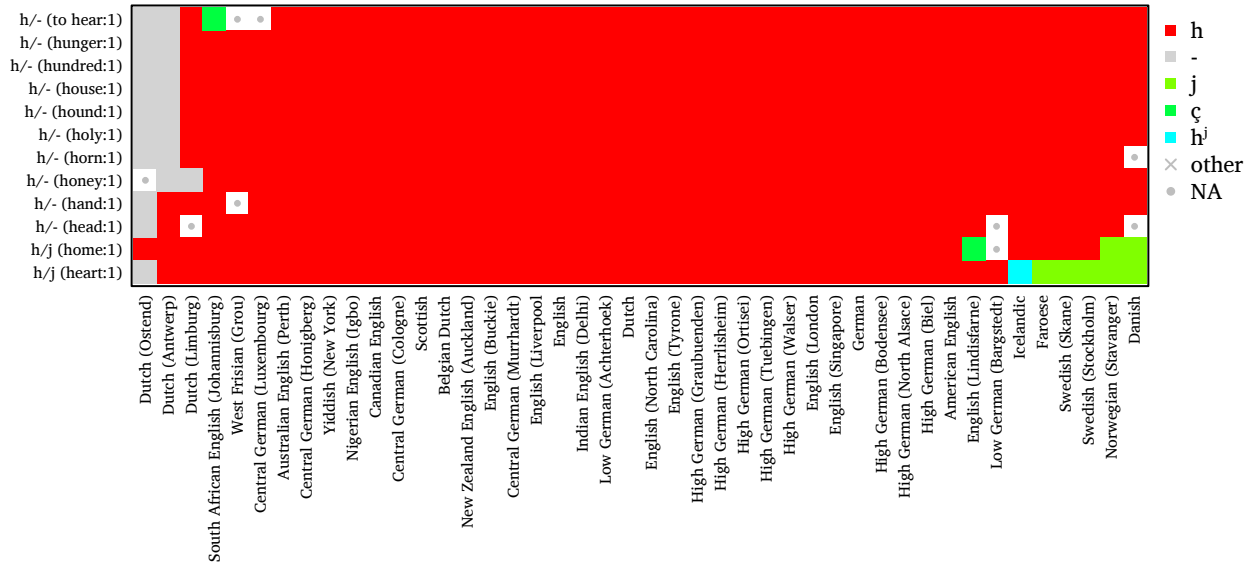 h/- (to hear:1)
h/- (hunger:1)
h/- (hundred:1)
h/- (house:1)
h/- (hound:1)
h/- (holy:1)
h/- (horn:1)
h/- (honey:1)
h/- (hand:1)
h/- (head:1)
h/j (home:1)
h/j (heart:1)
h
-
j
ç
hʲ
other
NA
Dutch (Ostend)
Dutch (Antwerp)
Dutch (Limburg)
South African English (Johannisburg)
West Frisian (Grou)
Central German (Luxembourg)
Australian English (Perth)
Central German (Honigberg)
Yiddish (New York)
Nigerian English (Igbo)
Canadian English
Central German (Cologne)
Scottish
Belgian Dutch
New Zealand English (Auckland)
English (Buckie)
Central German (Murrhardt)
English (Liverpool)
English
Indian English (Delhi)
Low German (Achterhoek)
Dutch
English (North Carolina)
English (Tyrone)
High German (Graubuenden)
High German (Herrlisheim)
High German (Ortisei)
High German (Tuebingen)
High German (Walser)
English (London)
English (Singapore)
German
High German (Bodensee)
High German (North Alsace)
High German (Biel)
American English
English (Lindisfarne)
Low German (Bargstedt)
Icelandic
Faroese
Swedish (Skane)
Swedish (Stockholm)
Norwegian (Stavanger)
Danish